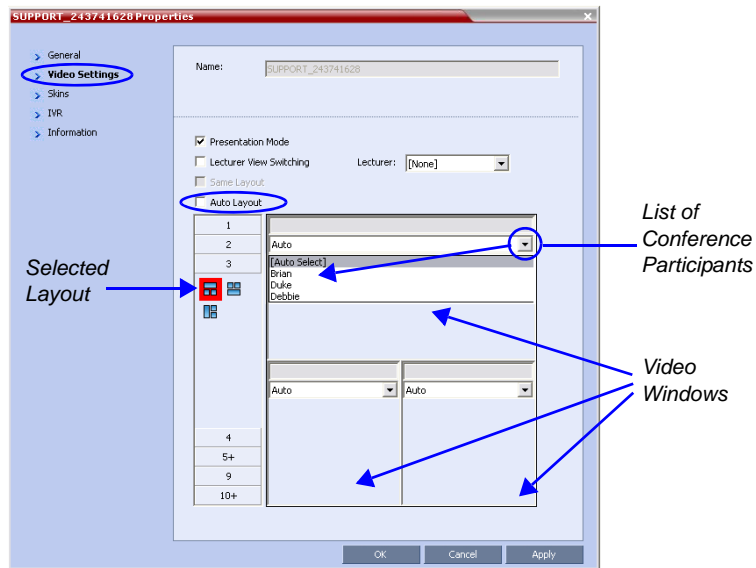 SUPPORT_243741628 Properties
General
Video Settings
Skins
IVR
Information
Name:
SUPPORT_243741628
Presentation Mode
Lecturer View Switching
Lecturer:
[None]
Same Layout
Auto Layout
1
2
3
Auto
[Auto Select]
Brian
Duke
Debbie
Auto
Auto
4
5+
9
10+
OK
Cancel
Apply
Selected
Layout
List of
Conference
Participants
Video
Windows